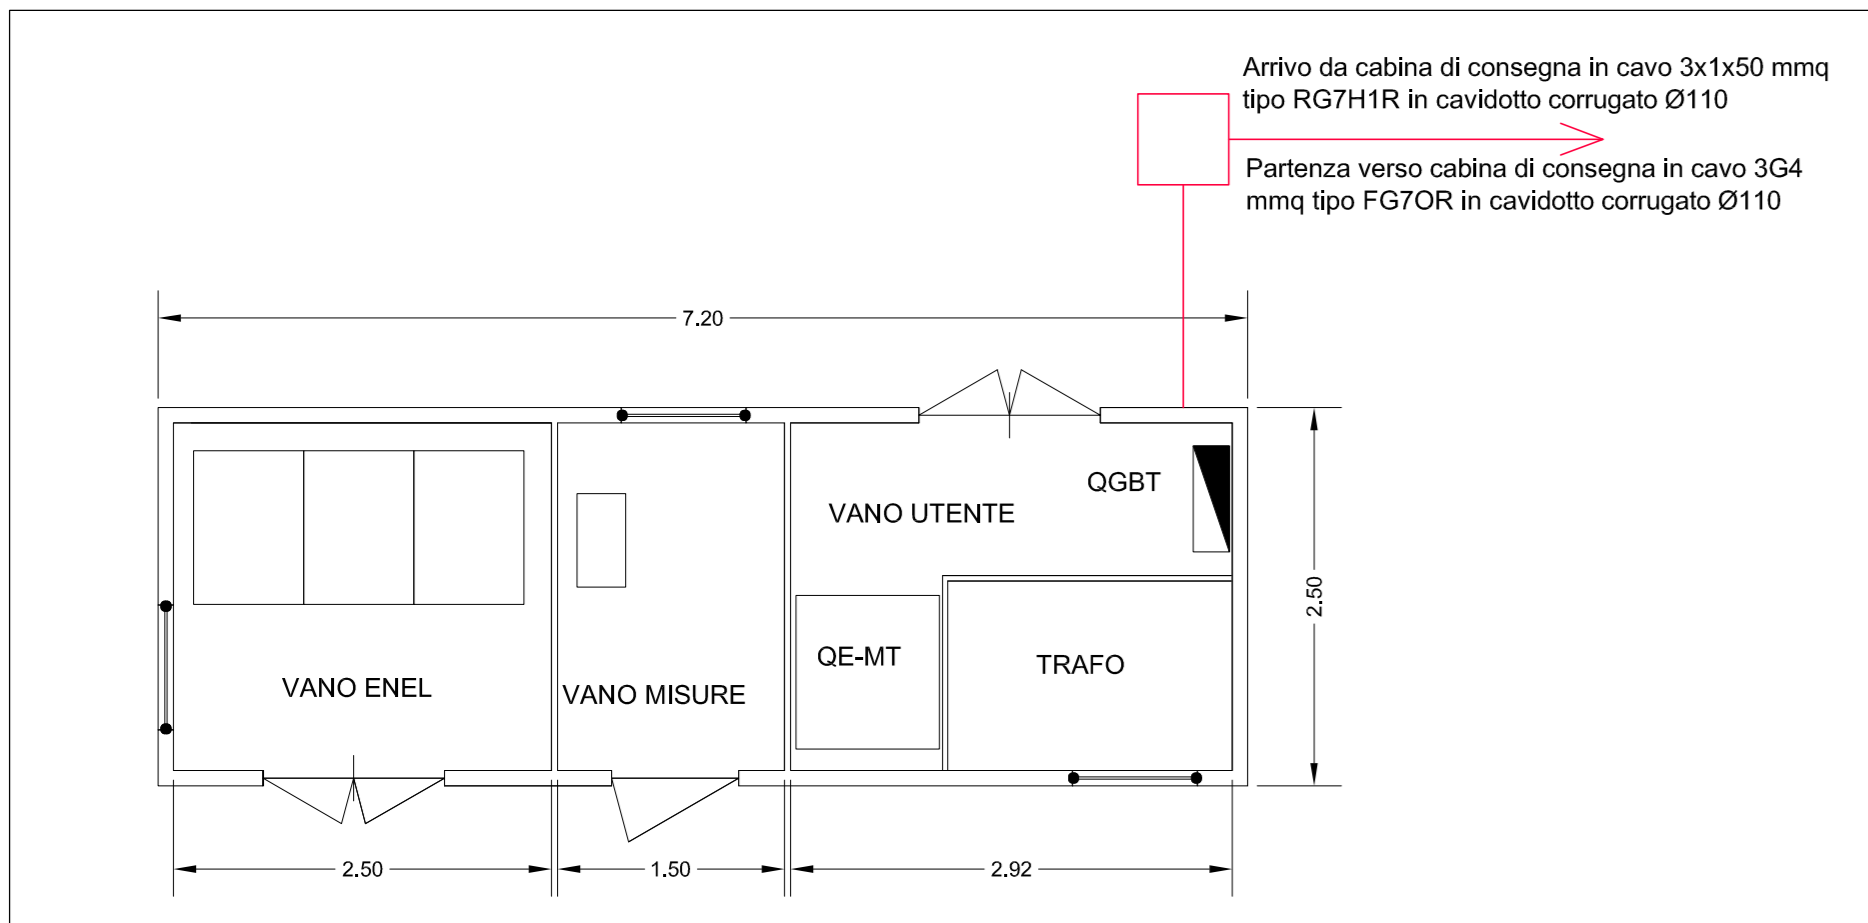 Arrivo da cabina di consegna in cavo 3x1x50 mmq
tipo RG7H1R in cavidotto corrugato Ø110
Partenza verso cabina di consegna in cavo 3G4
mmq tipo FG7OR in cavidotto corrugato Ø110
7.20
QGBT
VANO UTENTE
2.50
QE-MT
TRAFO
VANO ENEL
VANO MISURE
2.50
1.50
2.92